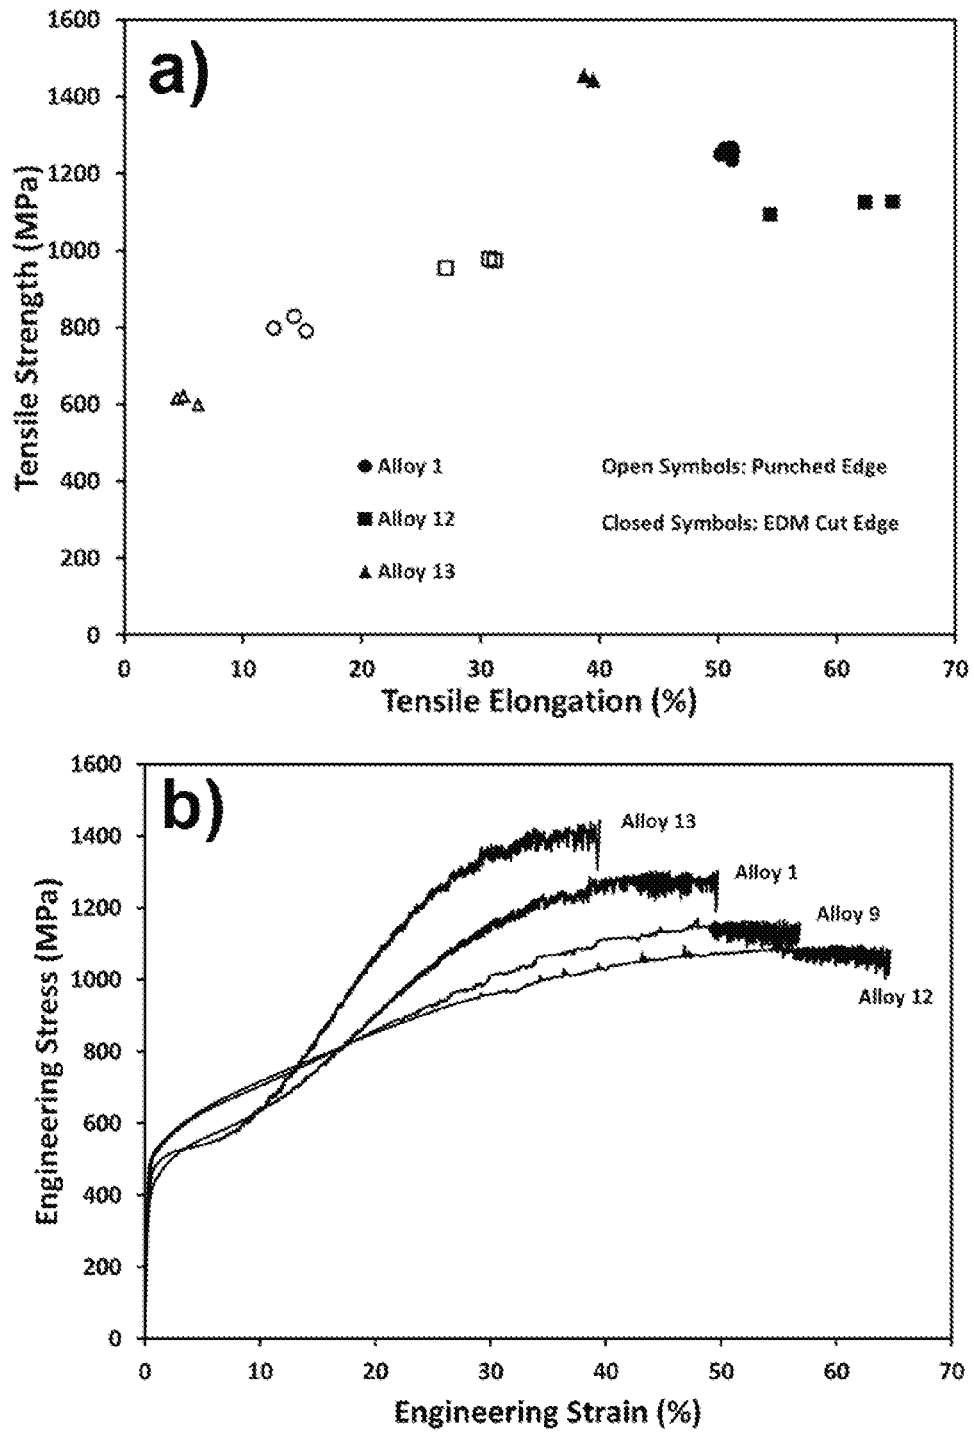 a)
1600
1400
1200
1000
800
600
400
200
0
Tensile Strength (MPa)
Alloy 1
Alloy 12
Alloy 13
Open Symbols: Punched Edge
Closed Symbols: EDM Cut Edge
0 10 20 30 40 50 60 70
Tensile Elongation (%)
b)
1600
1400
1200
1000
800
600
400
200
0
Engineering Stress (MPa)
Alloy 13
Alloy 1
Alloy 9
Alloy 12
0 10 20 30 40 50 60 70
Engineering Strain (%)